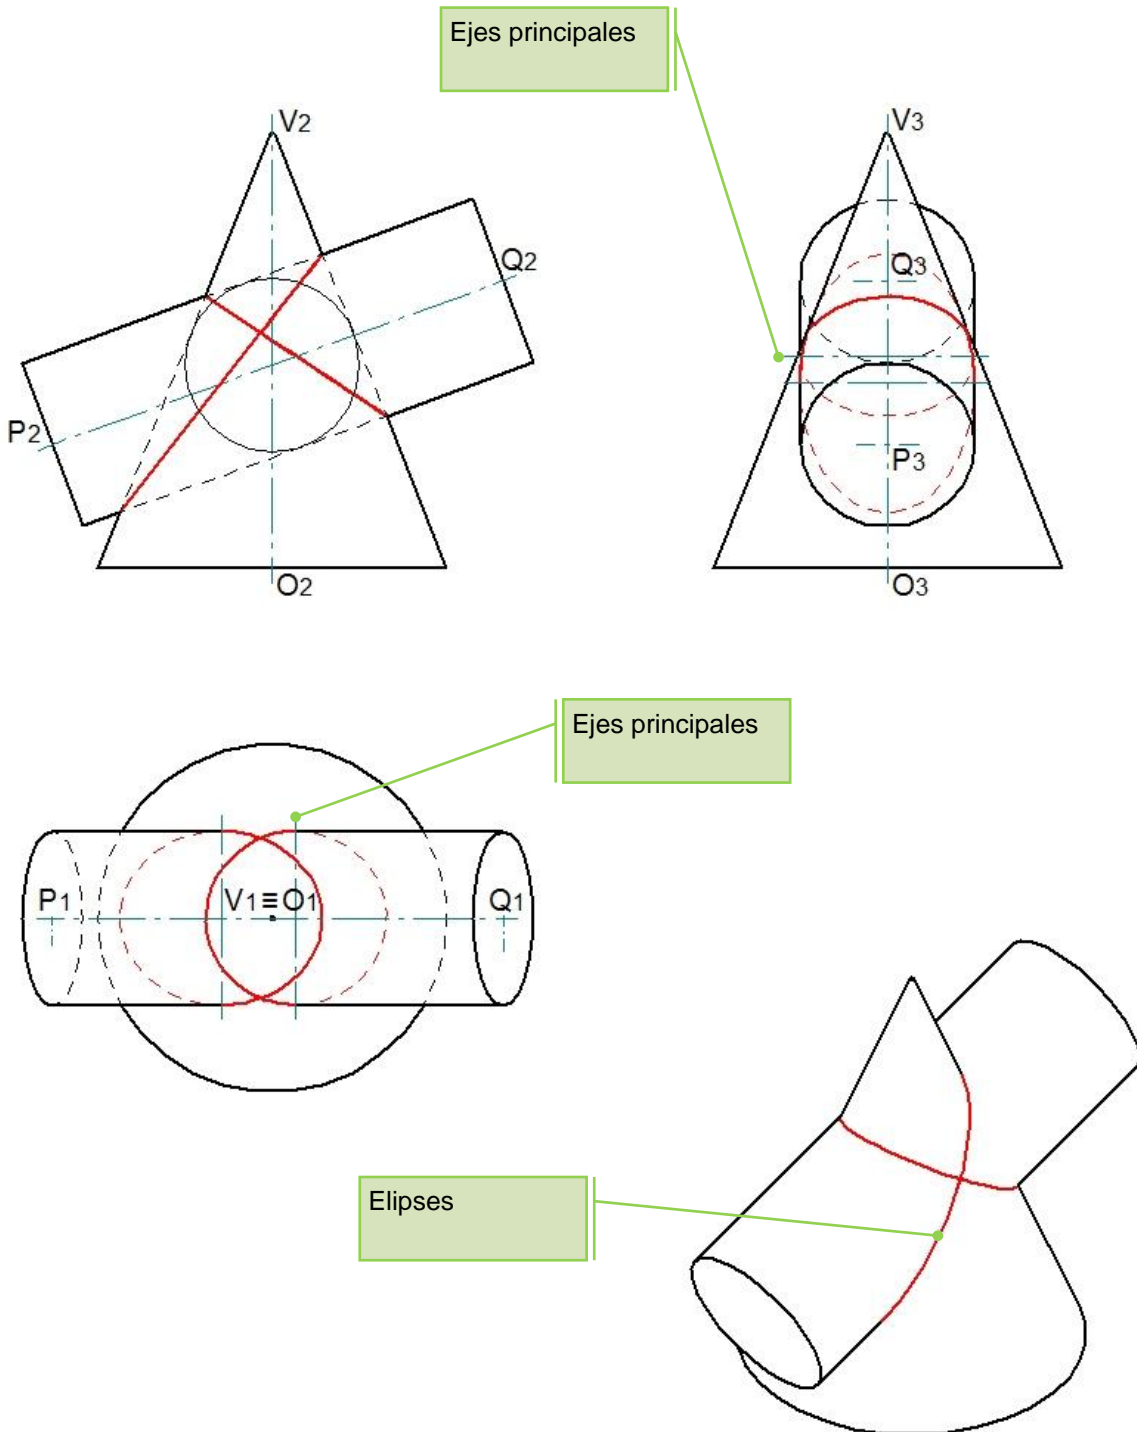 Ejes principales
V2
V3
Q2
Q3
P2
P3
O2
O3
Ejes principales
P1
V1≡O1
Q1
Elipses